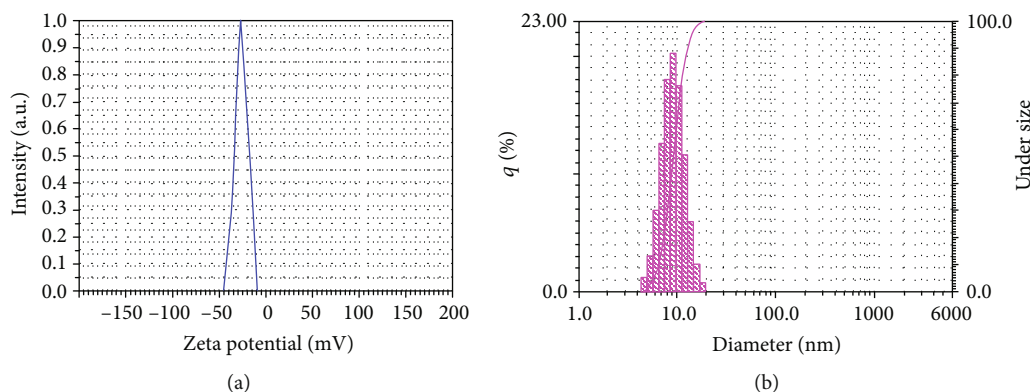 1.0
0.9
0.8
0.7
0.6
0.5
0.4
0.3
0.2
0.1
0.0
Intensity (a.u.)
−150 −100 −50 0 50 100 150 200
Zeta potential (mV)
(a)
23.00
0.0
q (%)
100.0
0.0
Under size
1.0 10.0 100.0 1000 6000
Diameter (nm)
(b)